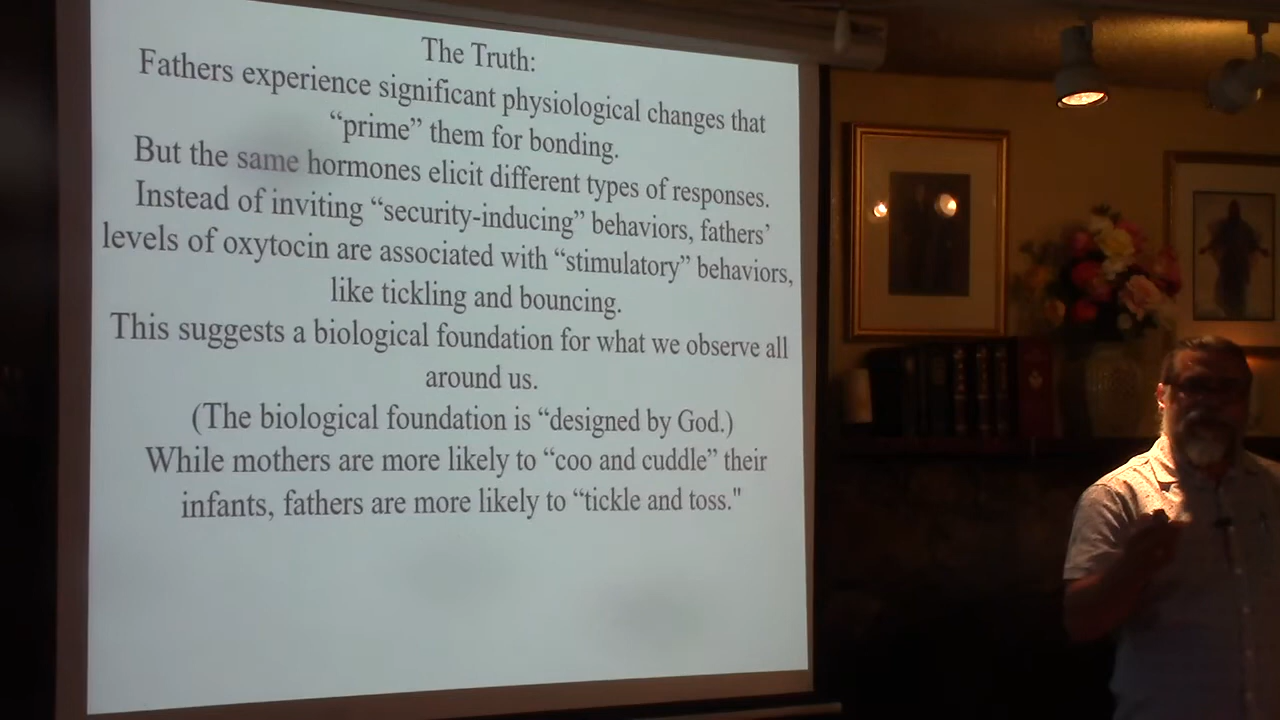 The Truth:
Fathers experience significant physiological changes that
“prime” them for bonding.
But the same hormones elicit different types of responses.
Instead of inviting “security-inducing” behaviors, fathers’
levels of oxytocin are associated with “stimulatory” behaviors,
like tickling and bouncing.
This suggests a biological foundation for what we observe all
around us.
(The biological foundation is “designed by God.)
While mothers are more likely to “coo and cuddle” their
infants, fathers are more likely to “tickle and toss."